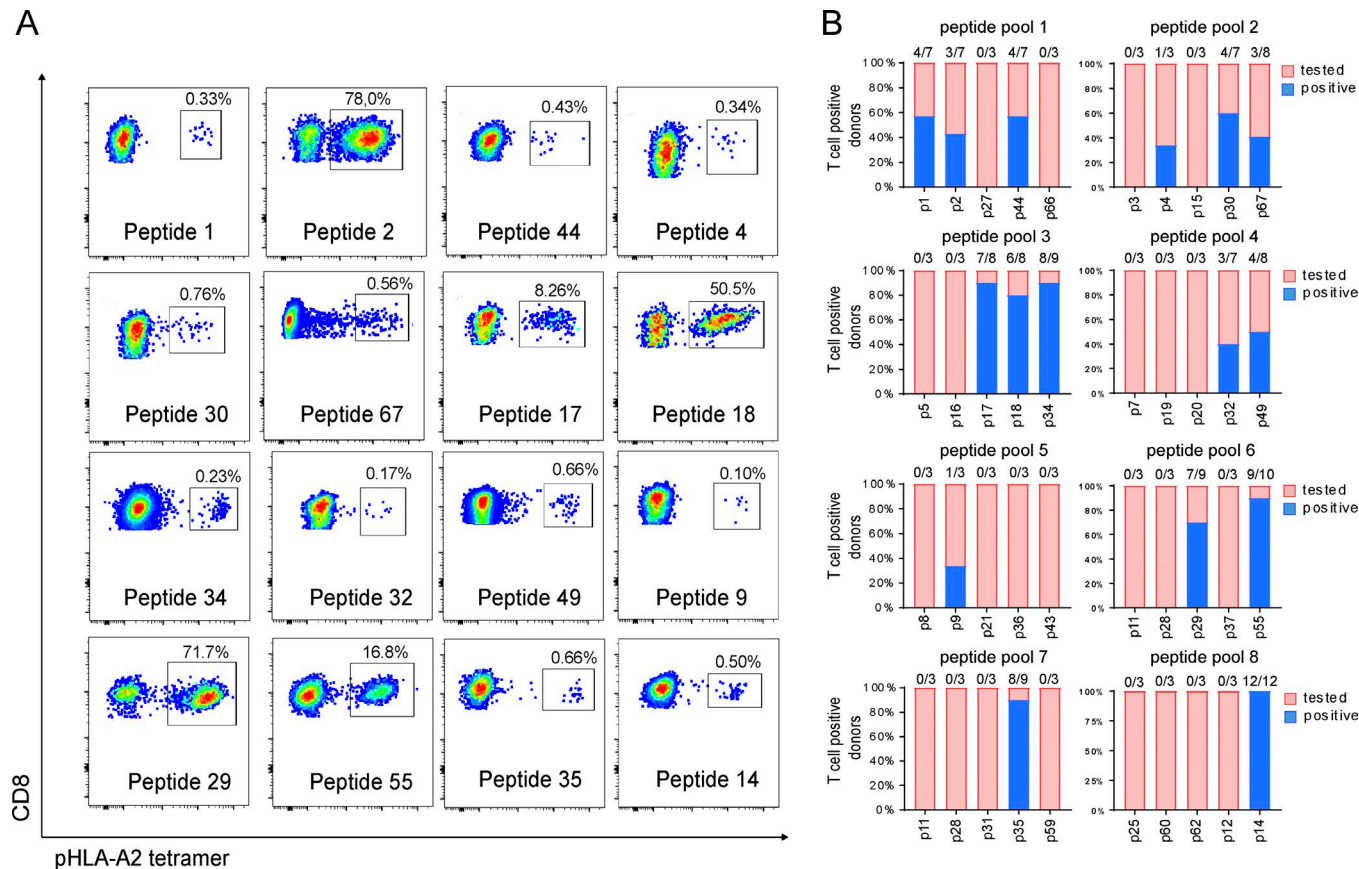 A
0.33%
78,0%
0.43%
0.34%
Peptide 1
Peptide 2
Peptide 44
Peptide 4
0.76%
0.56%
8.26%
50.5%
Peptide 30
Peptide 67
Peptide 17
Peptide 18
0.23%
0.17%
0.66%
0.10%
Peptide 34
Peptide 32
Peptide 49
Peptide 9
71.7%
16.8%
0.66%
0.50%
Peptide 29
Peptide 55
Peptide 35
Peptide 14
CD8
pHLA-A2 tetramer
B
peptide pool 1
4/7 3/7 0/3 4/7 0/3
100%
80%
60%
40%
20%
0%
T cell positive
donors
p1 p2 p27 p44 p66
peptide pool 2
0/3 1/3 0/3 4/7 3/8
100%
80%
60%
40%
20%
0%
p3 p4 p15 p30 p67
tested
positive
peptide pool 3
0/3 0/3 7/8 6/8 8/9
100%
80%
60%
40%
20%
0%
T cell positive
donors
p5 p16 p17 p18 p34
peptide pool 4
0/3 0/3 0/3 3/7 4/8
100%
80%
60%
40%
20%
0%
p7 p19 p20 p32 p49
tested
positive
peptide pool 5
0/3 1/3 0/3 0/3 0/3
100%
80%
60%
40%
20%
0%
T cell positive
donors
p8 p9 p21 p36 p43
peptide pool 6
0/3 0/3 7/9 0/3 9/10
100%
80%
60%
40%
20%
0%
p11 p28 p29 p37 p55
tested
positive
peptide pool 7
0/3 0/3 0/3 8/9 0/3
100%
80%
60%
40%
20%
0%
T cell positive
donors
p11 p28 p31 p35 p59
peptide pool 8
0/3 0/3 0/3 0/3 12/12
100%
75%
50%
25%
0%
p25 p60 p62 p12 p14
tested
positive